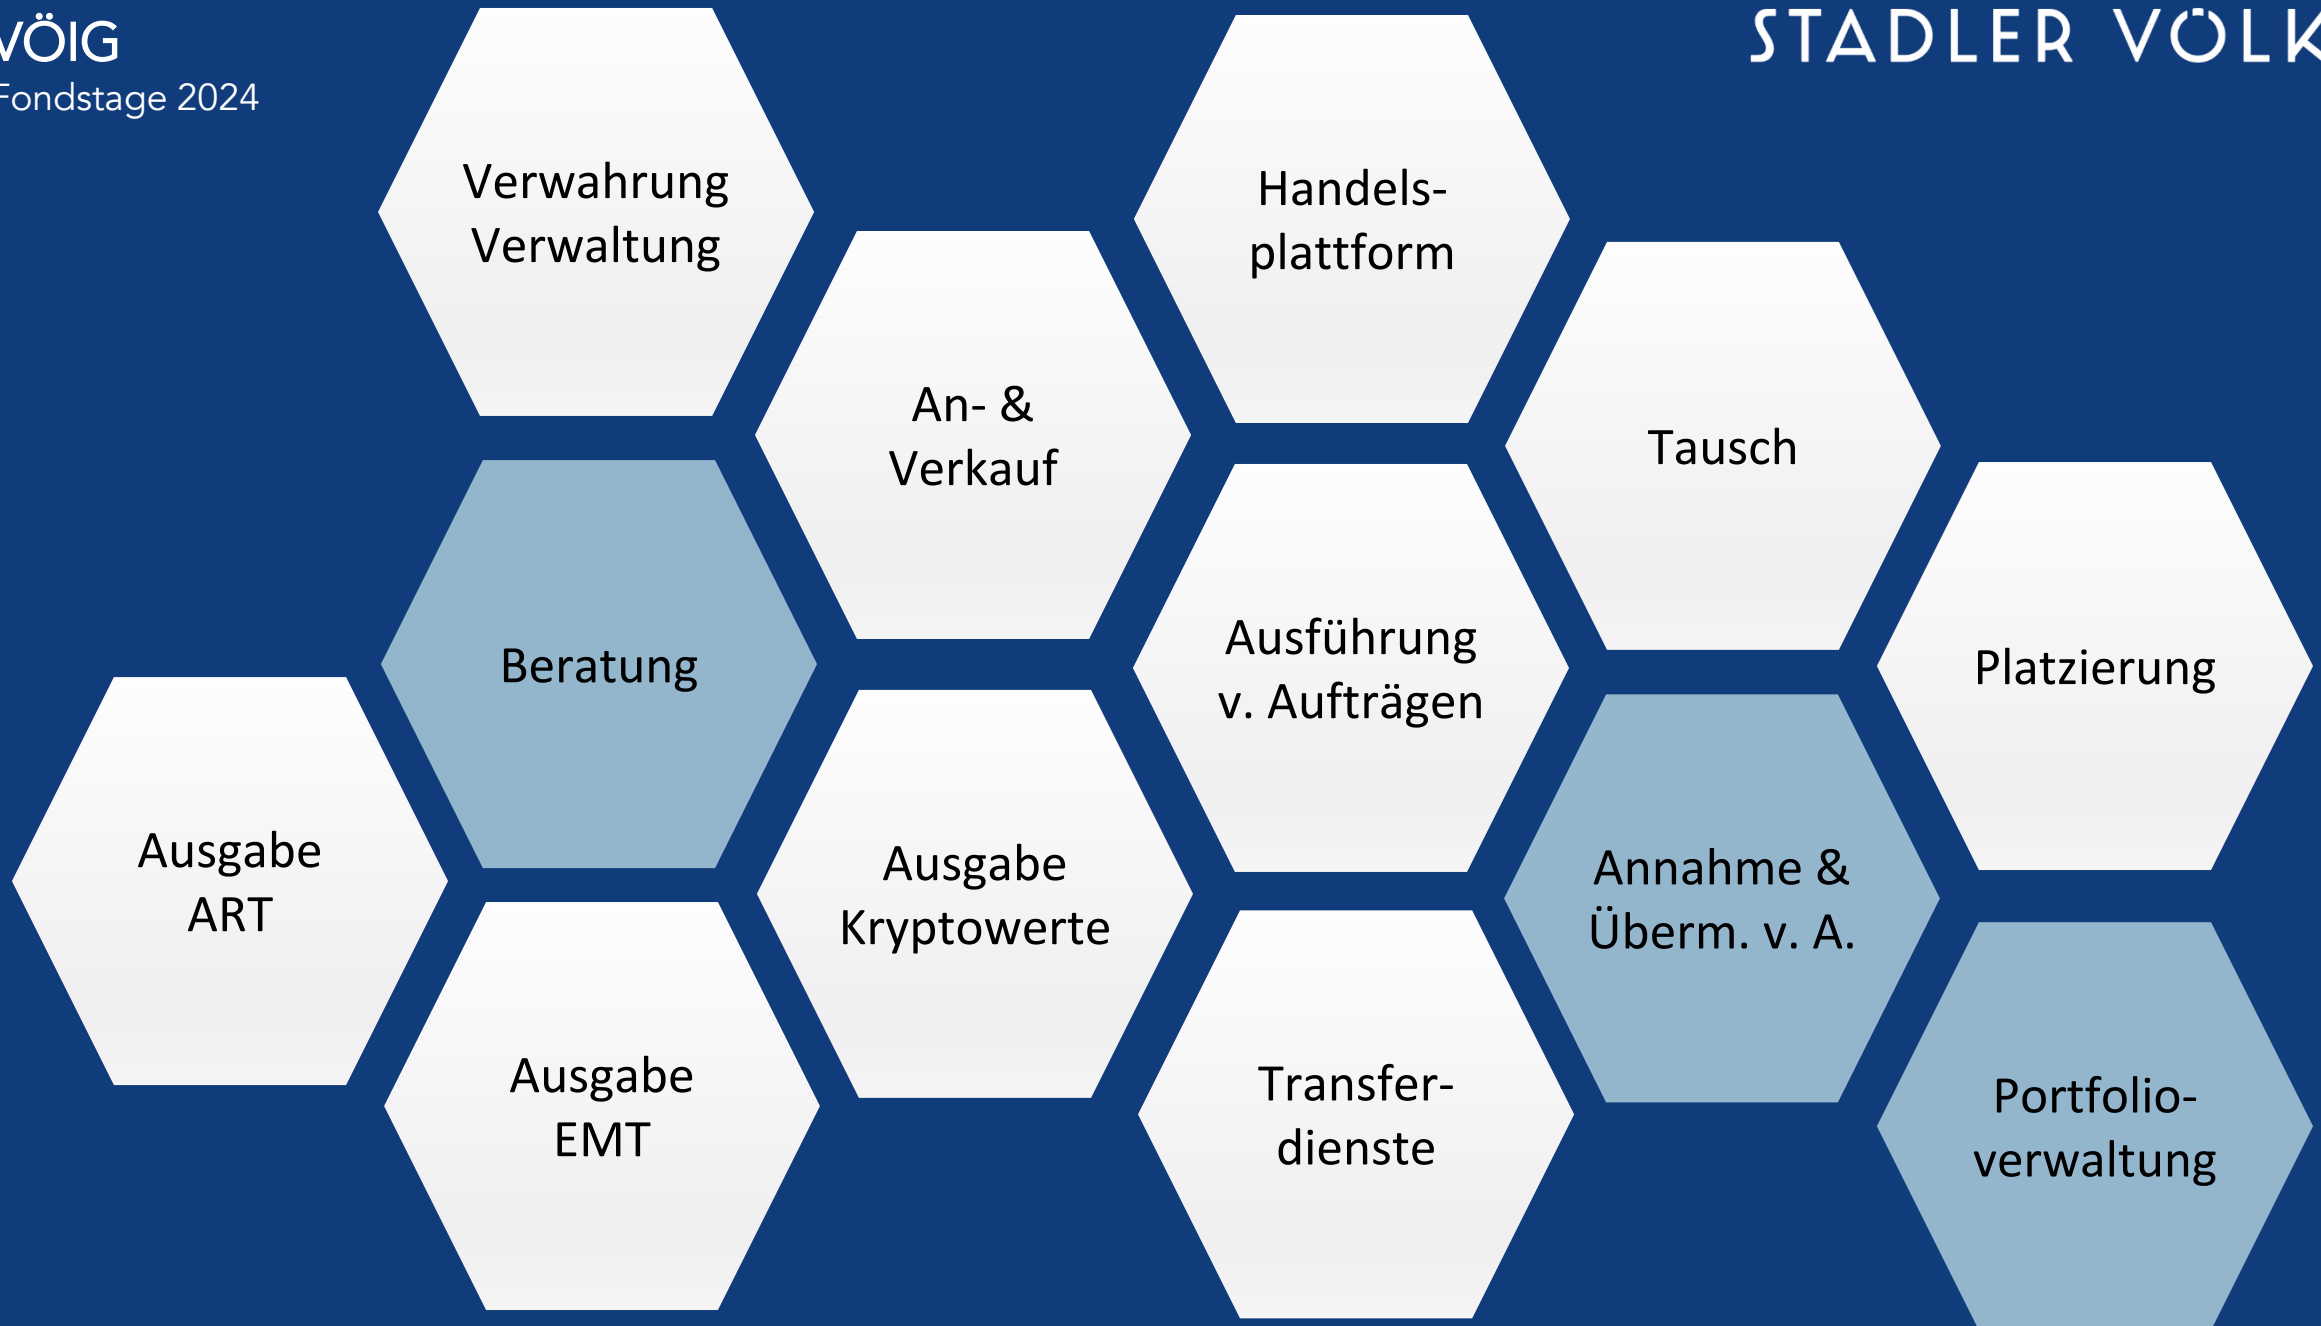 VÖIG
Fondstage 2024
STADLER VÖLK
Verwahrung
Verwaltung
Handels-
plattform
An- &
Verkauf
Tausch
Beratung
Ausführung
v. Aufträgen
Platzierung
Ausgabe
ART
Ausgabe
Kryptowerte
Annahme &
Überm. v. A.
Ausgabe
EMT
Transfer-
dienste
Portfolio-
verwaltung